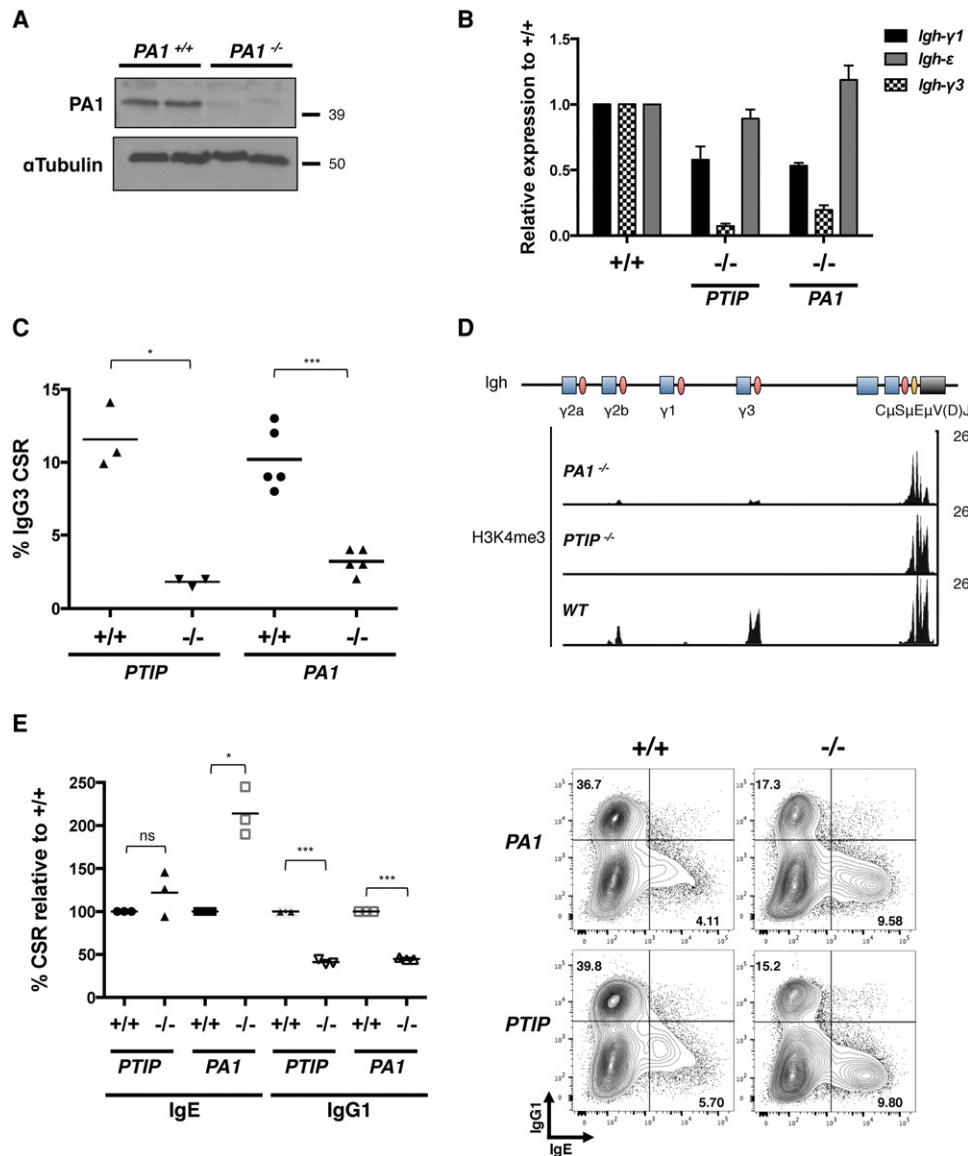 A
PA1 +/+
PA1 -/-
PA1
39
αTubulin
50
B
Relative expression to +/+
1.5
1.0
0.5
0.0
+/+
-/-
-/-
PTIP
PA1
Igh-γ1
Igh-ε
Igh-γ3
C
% IgG3 CSR
15
10
5
0
*
***
+/+
-/-
+/+
-/-
PTIP
PA1
D
Igh
γ2a
γ2b
γ1
γ3
CμSμEμV(D)J
H3K4me3
PA1 -/-
26
PTIP -/-
26
WT
26
E
% CSR relative to +/+
250
200
150
100
50
0
ns
*
***
***
+/+
-/-
+/+
-/-
+/+
-/-
+/+
-/-
PTIP
PA1
PTIP
PA1
IgE
IgG1
+/+
-/-
PA1
36.7
4.11
17.3
9.58
PTIP
39.8
5.70
15.2
9.80
IgG1
IgE